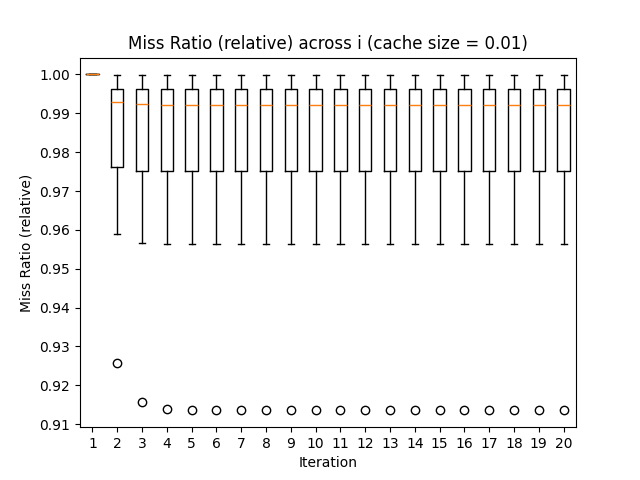 Miss Ratio (relative) across i (cache size = 0.01)
Miss Ratio (relative)
1.00
0.99
0.98
0.97
0.96
0.95
0.94
0.93
0.92
0.91
1 2 3 4 5 6 7 8 9 10 11 12 13 14 15 16 17 18 19 20
Iteration